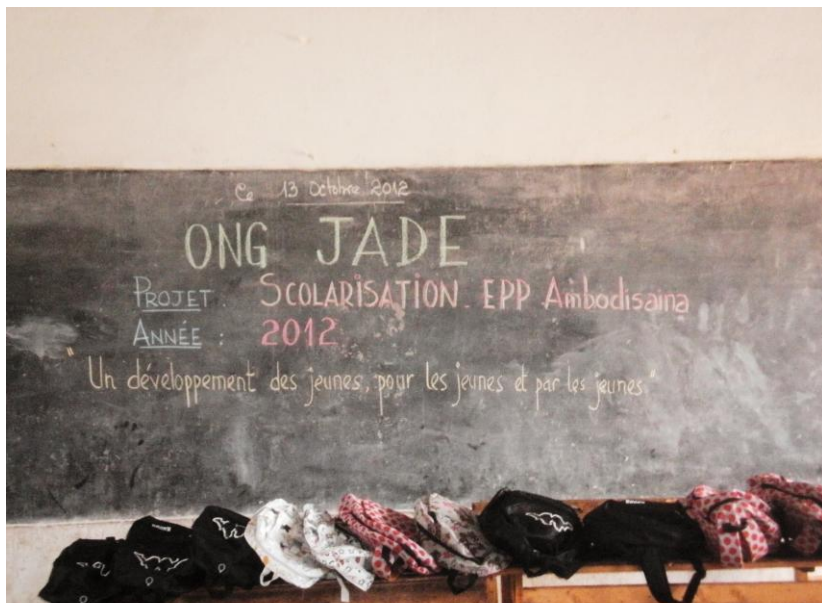 Ce 13 Octobre 2012
ONG JADE
PROJET : SCOLARISATION - EPP Ambodisaina
ANNÉE : 2012
"Un développement des jeunes, pour les jeunes et par les jeunes"